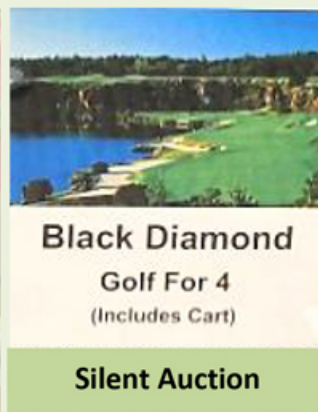 Black Diamond
Golf For 4
(Includes Cart)
Silent Auction